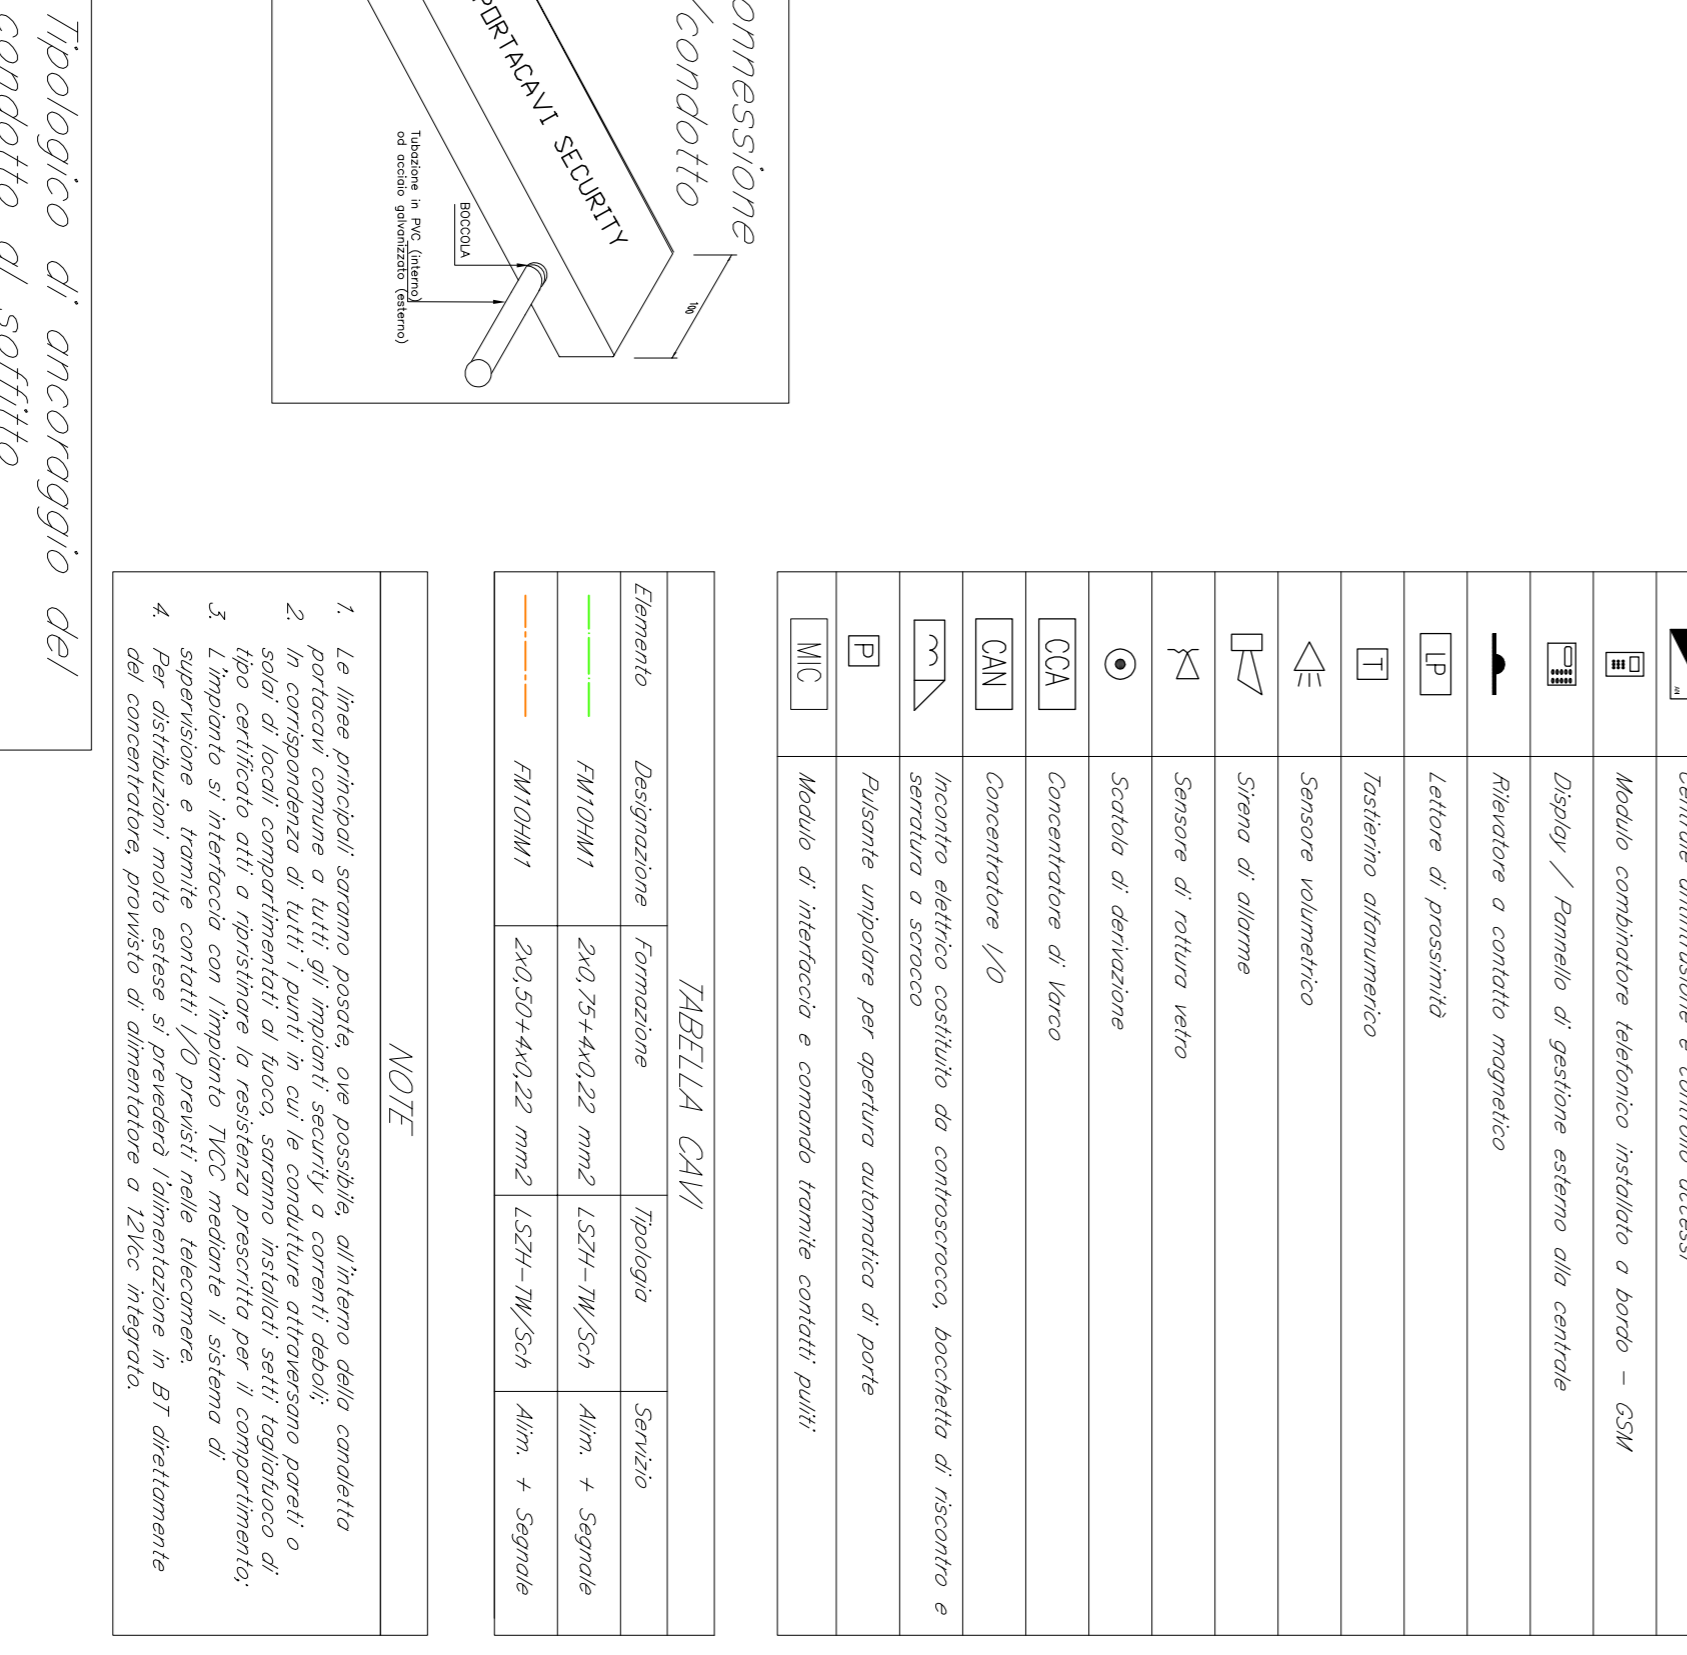 onnessione
/condotto
PORTACAVI SECURITY
100
BOCCOLA
Tubazione in PVC (interno)
od acciaio galvanizzato (esterno)
Tipologico di ancoraggio del
condotto al soffitto
AN
Centrale antintrusione e controllo accessi
Modulo combinatore telefonico installato a bordo - GSM
Display / Pannello di gestione esterno alla centrale
Rilevatore a contatto magnetico
LP Lettore di prossimità
T Tastierino alfanumerico
Sensore volumetrico
Sirena di allarme
Sensore di rottura vetro
Scatola di derivazione
CCA Concentratore di Varco
CAN Concentratore I/O
Incontro elettrico costituito da controscrocco, bocchetta di riscontro e
serratura a scrocco
P Pulsante unipolare per apertura automatica di porte
MIC Modulo di interfaccia e comando tramite contatti puliti
TABELLA CAVI
Elemento Designazione Formazione Tipologia Servizio
FM10HM1 2x0,75+4x0,22 mm2 LSZH-TW/Sch Alim. + Segnale
FM10HM1 2x0,50+4x0,22 mm2 LSZH-TW/Sch Alim. + Segnale
NOTE
1. Le linee principali saranno posate, ove possibile, all'interno della canaletta
portacavi comune a tutti gli impianti security a correnti deboli;
2. In corrispondenza di tutti i punti in cui le condutture attraversano pareti o
solai di locali compartimentati al fuoco, saranno installati setti tagliafuoco di
tipo certificato atti a ripristinare la resistenza prescritta per il compartimento;
3. L'impianto si interfaccia con l'impianto TVCC mediante il sistema di
supervisione e tramite contatti I/O previsti nelle telecamere.
4. Per distribuzioni molto estese si prevederà l'alimentazione in BT direttamente
del concentratore, provvisto di alimentatore a 12Vcc integrato.